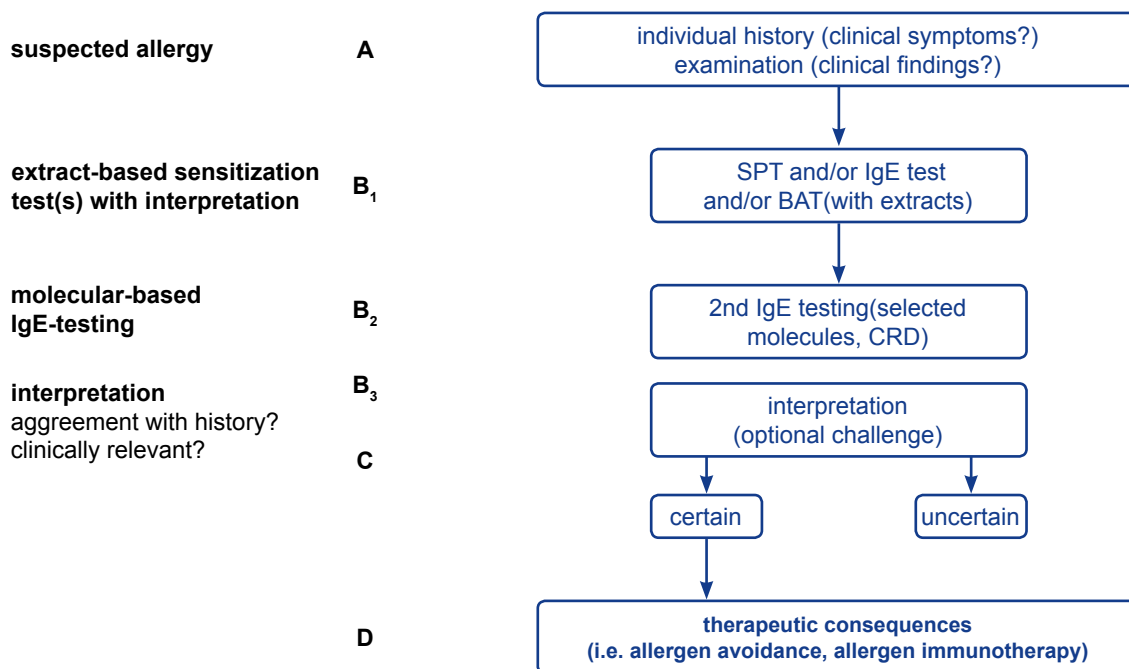 suspected allergy
A
individual history (clinical symptoms?)
examination (clinical findings?)
extract-based sensitization
test(s) with interpretation
B1
SPT and/or IgE test
and/or BAT(with extracts)
molecular-based
IgE-testing
B2
2nd IgE testing(selected
molecules, CRD)
interpretation
aggreement with history?
clinically relevant?
B3
C
interpretation
(optional challenge)
certain
uncertain
D
therapeutic consequences
(i.e. allergen avoidance, allergen immunotherapy)